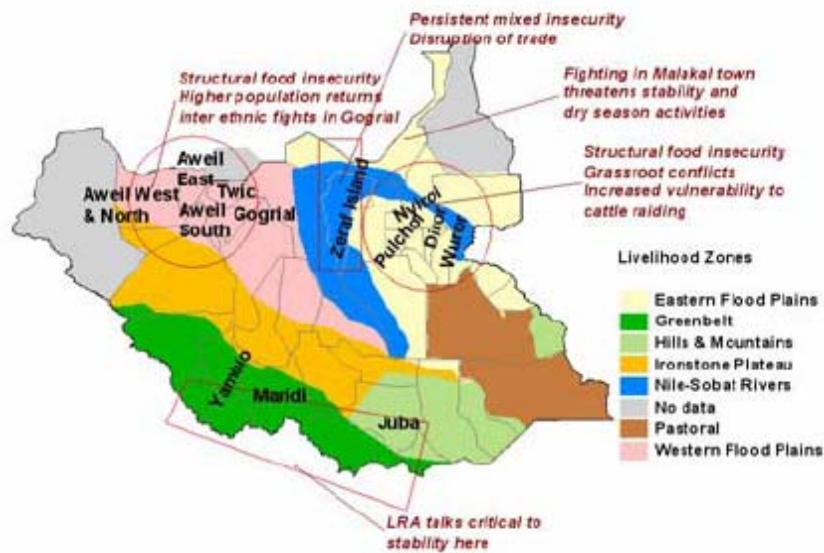 Persistent mixed insecurity
Disruption of trade
Structural food insecurity
Higher population returns
inter ethnic fights in Gogrial
Fighting in Malakal town
threatens stability and
dry season activities
Structural food insecurity
Grassroot conflicts
Increased vulnerability to
cattle raiding
Aweil
East
Aweil West
& North
Twic
Aweil
South
Gogrial
Zeraf Island
Pulchol
Nyirol
Diror
Wuror
Yambio
Maridi
Juba
Livelihood Zones
Eastern Flood Plains
Greenbelt
Hills & Mountains
Ironstone Plateau
Nile-Sobat Rivers
No data
Pastoral
Western Flood Plains
LRA talks critical to
stability here